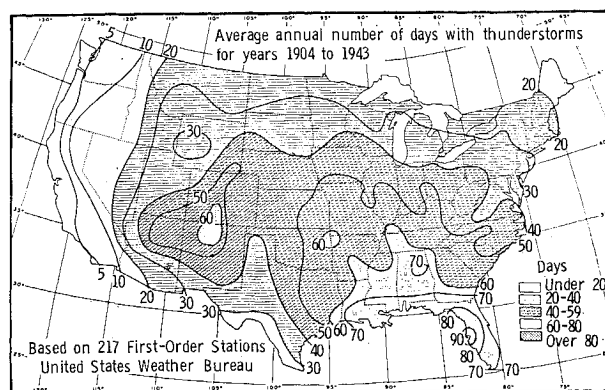 Average annual number of days with thunderstorms
for years 1904 to 1943
5 10 20
20
20
30
30
40
50
50
60
60
70
60
5 10 20 30 30
50 60 70
40
30
70
80
90
80
70 70
Days
Under 20
20-40
40-59
60-80
Over 80
Based on 217 First-Order Stations
United States Weather Bureau